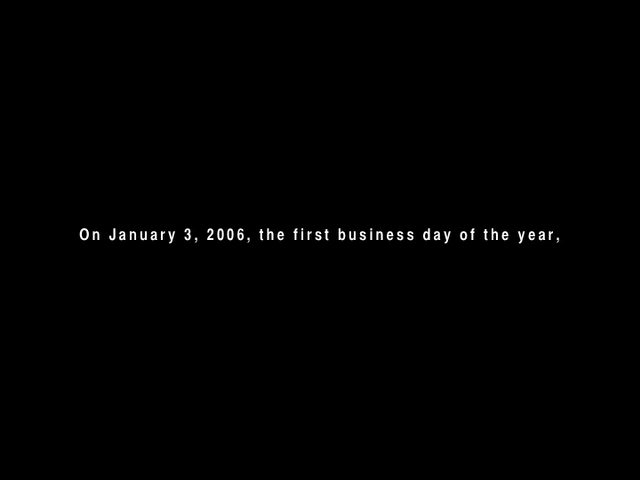 On January 3, 2006, the first business day of the year,